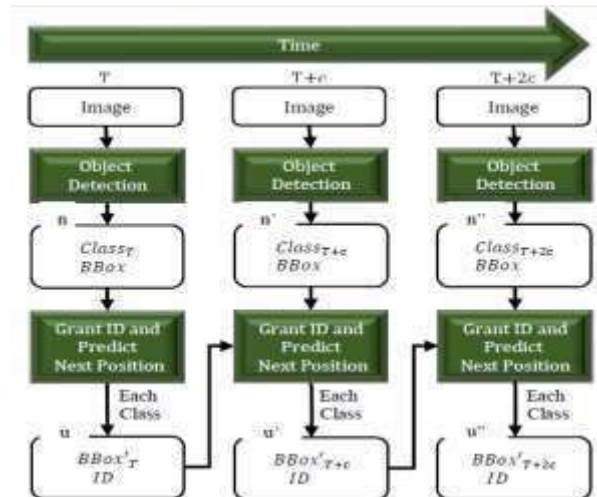 Time
T
Image
Object
Detection
n
Class_T
BBox
Grant ID and
Predict
Next Position
Each
Class
u
BBox'_T
ID
T+c
Image
Object
Detection
n'
Class_T+c
BBox
Grant ID and
Predict
Next Position
Each
Class
u'
BBox'_T+c
ID
T+2c
Image
Object
Detection
n''
Class_T+2c
BBox
Grant ID and
Predict
Next Position
Each
Class
u''
BBox'_T+2c
ID